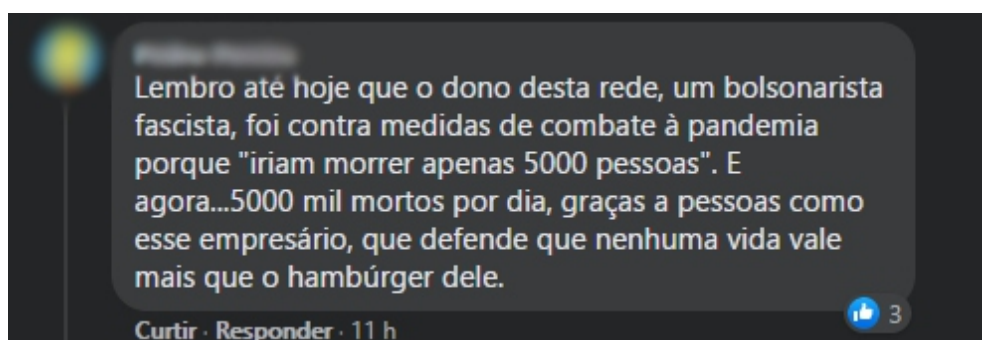 Lembro até hoje que o dono desta rede, um bolsonarista
fascista, foi contra medidas de combate à pandemia
porque "iriam morrer apenas 5000 pessoas". E
agora...5000 mil mortos por dia, graças a pessoas como
esse empresário, que defende que nenhuma vida vale
mais que o hambúrger dele.
3
Curtir · Responder · 11 h